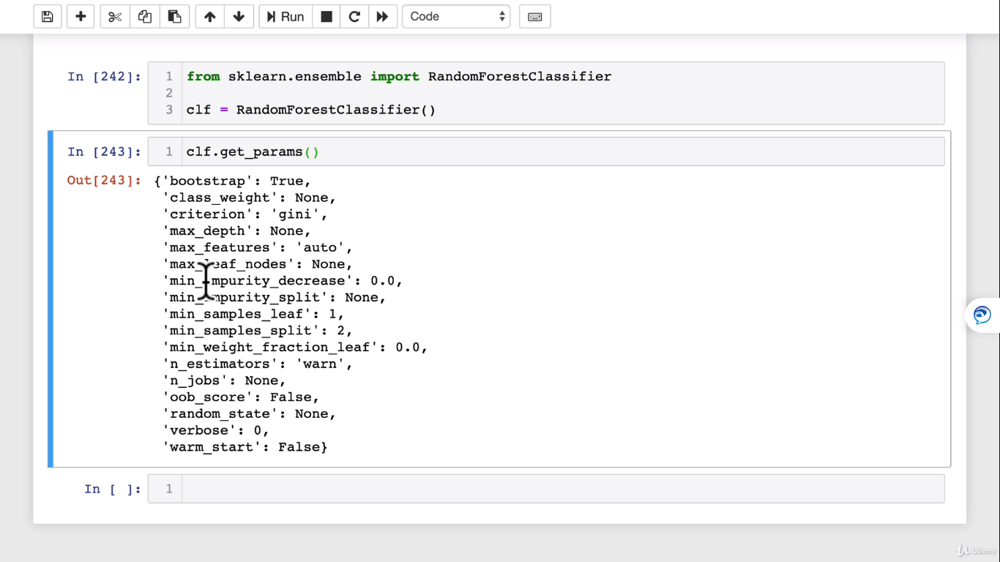 Run
Code
In [242]:
1 from sklearn.ensemble import RandomForestClassifier
2
3 clf = RandomForestClassifier()
In [243]:
1 clf.get_params()
Out[243]: {'bootstrap': True,
'class_weight': None,
'criterion': 'gini',
'max_depth': None,
'max_features': 'auto',
'max_leaf_nodes': None,
'min_impurity_decrease': 0.0,
'min_impurity_split': None,
'min_samples_leaf': 1,
'min_samples_split': 2,
'min_weight_fraction_leaf': 0.0,
'n_estimators': 'warn',
'n_jobs': None,
'oob_score': False,
'random_state': None,
'verbose': 0,
'warm_start': False}
In [ ]:
1
Udemy